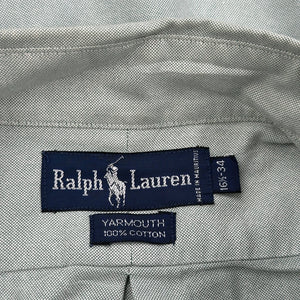 Ralph Lauren
MADE IN MAURITIUS
16½-34
YARMOUTH
100% COTTON